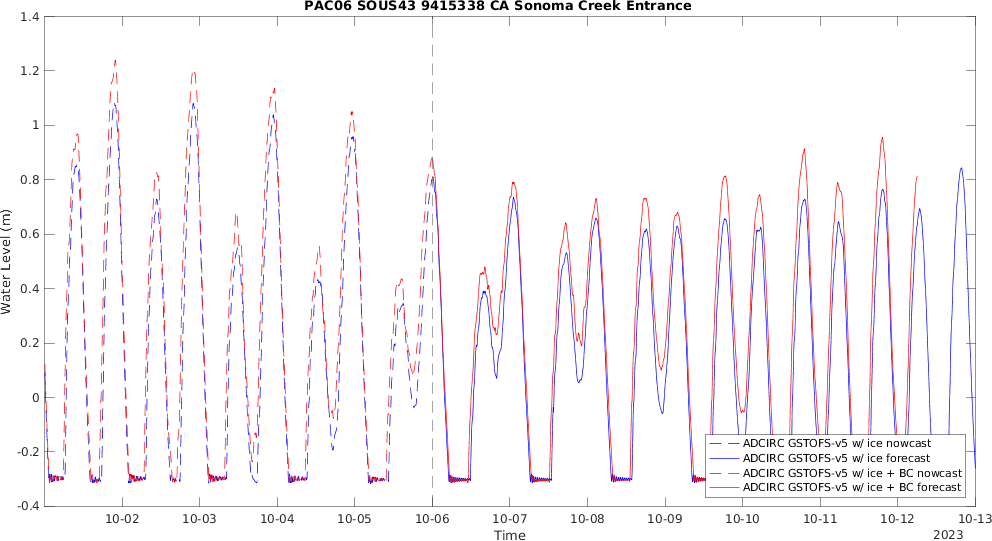 PAC06 SOUS43 9415338 CA Sonoma Creek Entrance
1.4
1.2
1
0.8
0.6
0.4
0.2
0
-0.2
-0.4
Water Level (m)
ADCIRC GSTOFS-v5 w/ ice nowcast
ADCIRC GSTOFS-v5 w/ ice forecast
ADCIRC GSTOFS-v5 w/ ice + BC nowcast
ADCIRC GSTOFS-v5 w/ ice + BC forecast
10-02 10-03 10-04 10-05 10-06 10-07 10-08 10-09 10-10 10-11 10-12 10-13
Time
2023